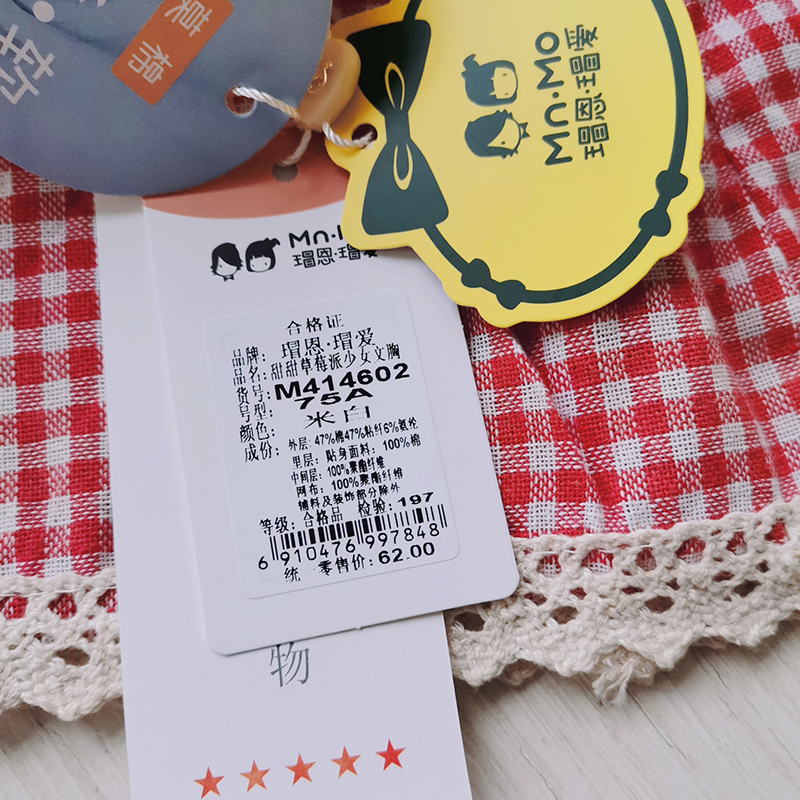 莫棉
药
Mn·Mo
瑁恩·瑁爱
Mn·
瑁恩·瑁爱
合格证
品牌: 瑁恩·瑁爱
品名: 甜甜草莓派少女文胸
货号: M414602
号型: 75A
颜色: 米白
成份: 外层: 47%棉47%粘纤6%氨纶
里层: 贴身面料: 100%棉
中间层: 100%聚酯纤维
网布: 100%聚酯纤维
辅料及装饰部分除外
等级: 合格品 检验: 197
6 910476 997848
统一零售价: 62.00
物